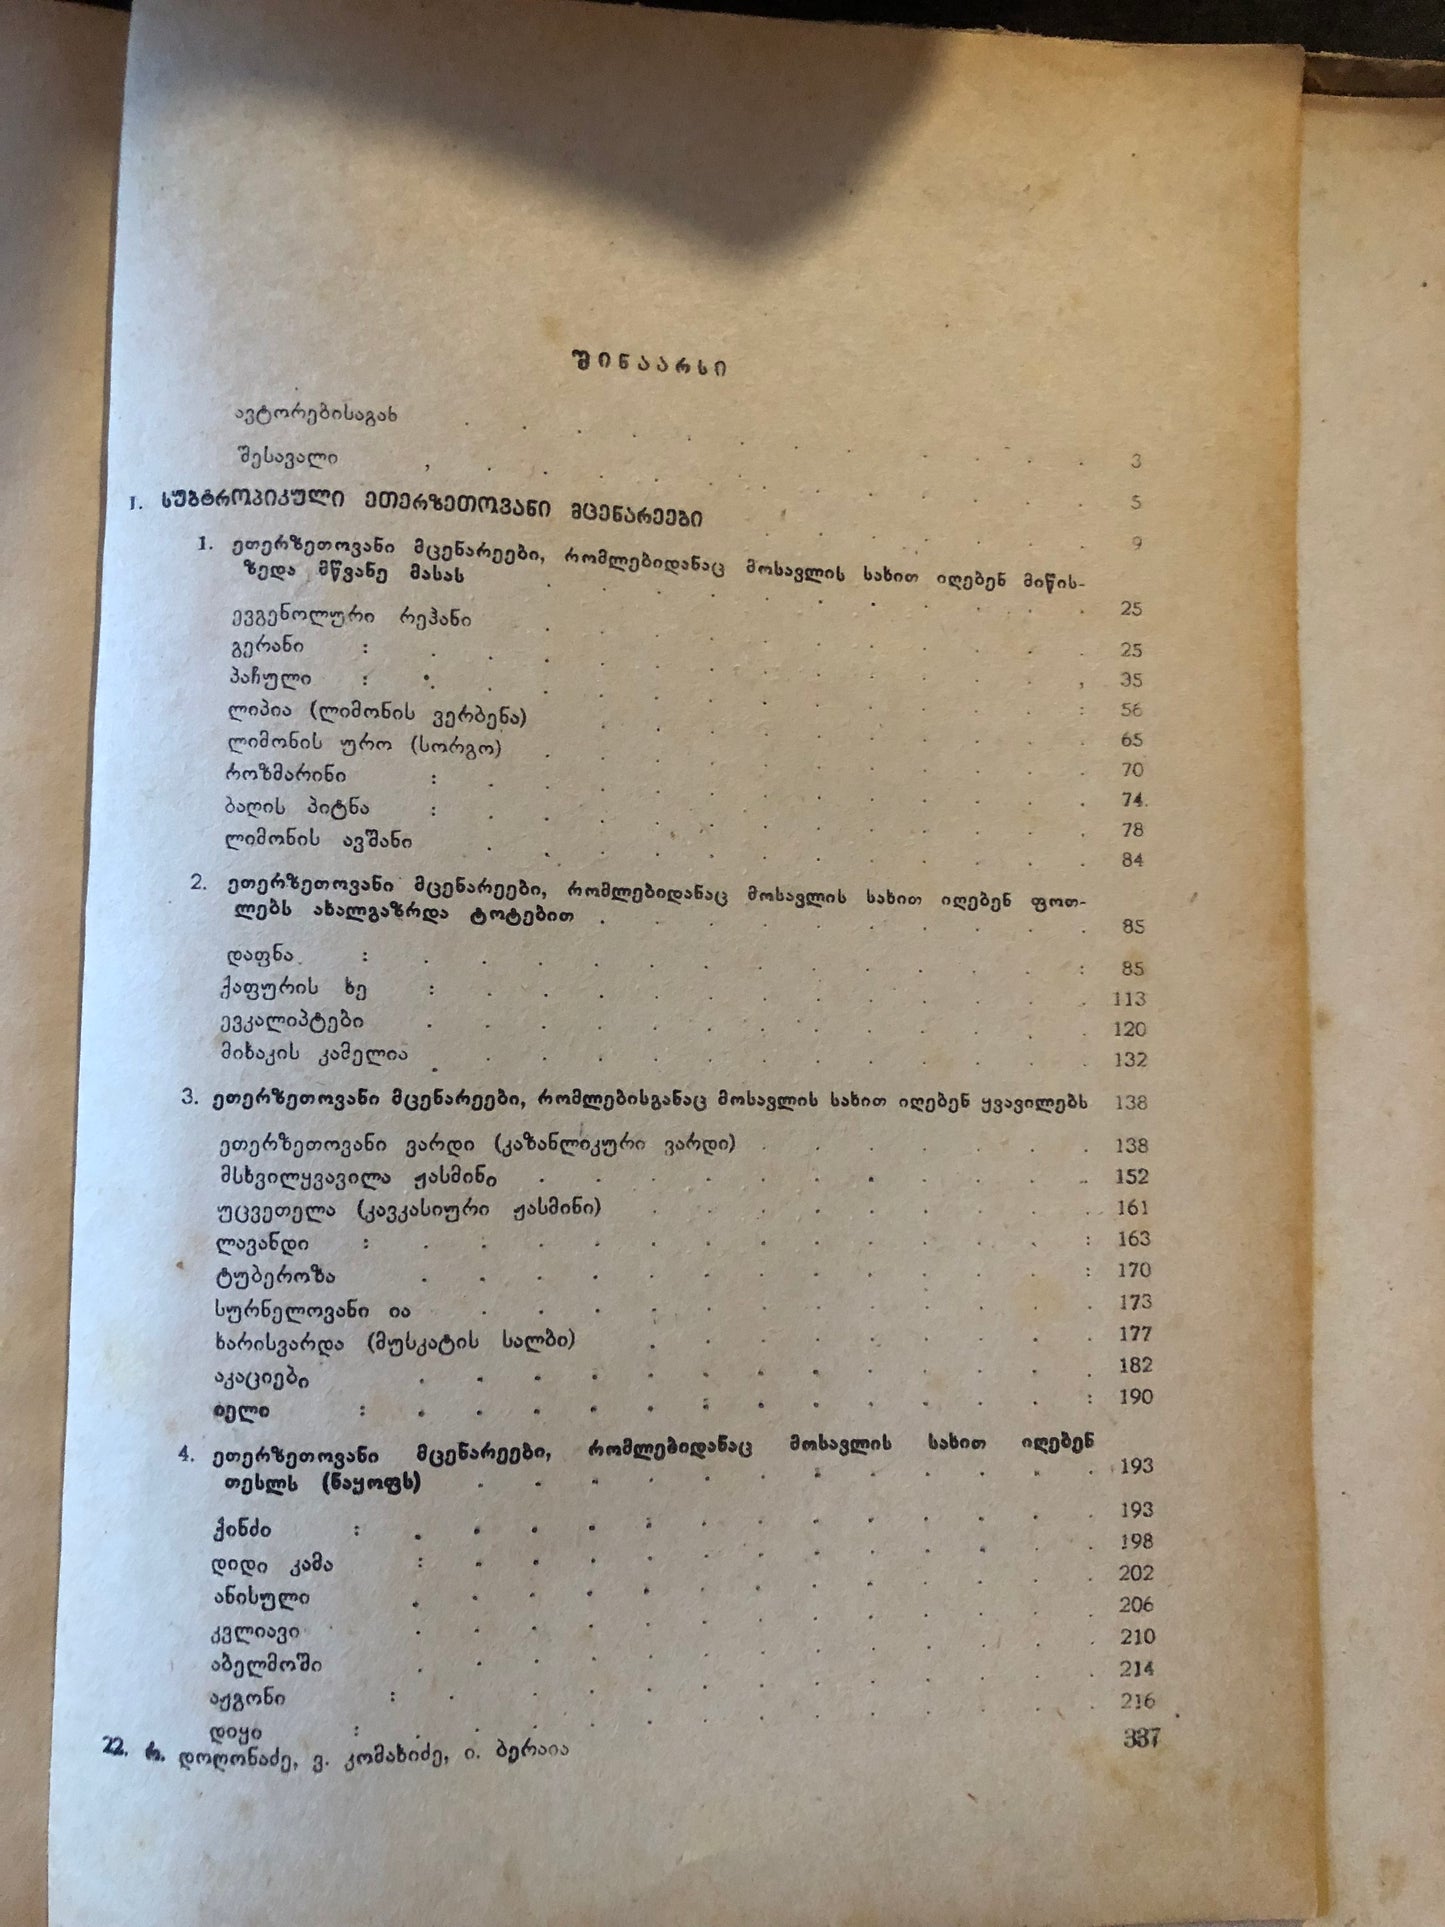 შინაარსი
ავტორებისაგან . . . . . . . . . . . . 3
შესავალი , . . . . . . . . . . . 5
I. სუბტროპიკული ეთერზეთოვანი მცენარეები . . . . . . 9
1. ეთერზეთოვანი მცენარეები, რომლებიდანაც მოსავლის სახით იღებენ მიწის-
ზედა მწვანე მასას . . . . . . . . . . 25
ევგენოლური რეჰანი . . . . . . . . . . 25
გერანი : . . . . . . . . . . . , 35
პაჩული : . . . . . . . . . . . : 56
ლიპია (ლიმონის ვერბენა) . . . . . . . . . 65
ლიმონის ურო (სორგო) . . . . . . . . . . 70
როზმარინი : . . . . . . . . . . . 74.
ბაღის პიტნა : . . . . . . . . . . . 78
ლიმონის ავშანი . . . . . . . . . . . 84
2. ეთერზეთოვანი მცენარეები, რომლებიდანაც მოსავლის სახით იღებენ ფოთ-
ლებს ახალგაზრდა ტოტებით . . . . . . . . . 85
დაფნა : . . . . . . . . . . . . : 85
ქაფურის ხე : . . . . . . . . . . . 113
ევკალიპტები . . . . . . . . . . . . 120
მიხაკის კამელია . . . . . . . . . . . 132
3. ეთერზეთოვანი მცენარეები, რომლებისგანაც მოსავლის სახით იღებენ ყვავილებს 138
ეთერზეთოვანი ვარდი (კაზანლიკური ვარდი) . . . . . . . 138
მსხვილყვავილა ჟასმინი . . . . . . . . . . 152
უცვეთელა (კავკასიური ჟასმინი) . . . . . . . . . 161
ლავანდი : . . . . . . . . . . . . : 163
ტუბეროზა . . . . . . . . . . . . : 170
სურნელოვანი ია . . . . . . . . . . . 173
ხარისვარდა (მუსკატის სალბი) . . . . . . . . 177
აკაციები . . . . . . . . . . . . . 182
იელი : . . . . . . . . . . . . : 190
4. ეთერზეთოვანი მცენარეები, რომლებიდანაც მოსავლის სახით იღებენ
თესლს (ნაყოფს) . . . . . . . . . . . . 193
ქინძი : . . . . . . . . . . . . . 193
დიდი კამა : . . . . . . . . . . . . 198
ანისული . . . . . . . . . . . . . 202
კვლიავი . . . . . . . . . . . . . 206
აბელმოში . . . . . . . . . . . . . 210
აჟგონი : . . . . . . . . . . . . 214
დიყი : . . . . . . . . . . . . . 216
22. რ. დოღონაძე, ვ. კომახიძე, ი. ბერაია 337